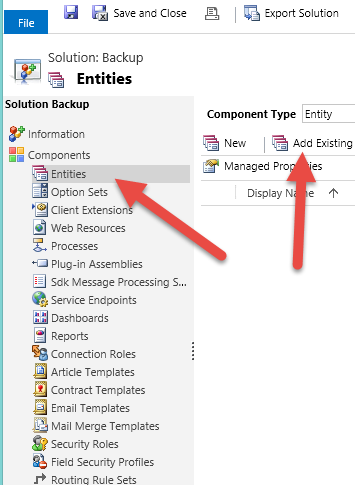 File
Save and Close
Export Solution
Solution: Backup
Entities
Solution Backup
Information
Components
Entities
Option Sets
Client Extensions
Web Resources
Processes
Plug-in Assemblies
Sdk Message Processing S...
Service Endpoints
Dashboards
Reports
Connection Roles
Article Templates
Contract Templates
Email Templates
Mail Merge Templates
Security Roles
Field Security Profiles
Routing Rule Sets
Component Type Entity
New Add Existing
Managed Properties
Display Name